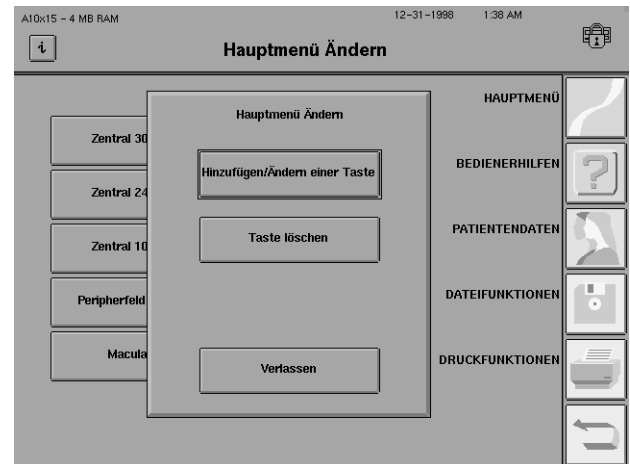 A10x15 – 4 MB RAM
12–31–1998 1:38 AM
i
Hauptmenü Ändern
HAUPTMENÜ
Hauptmenü Ändern
Zentral 30
Hinzufügen/Ändern einer Taste
BEDIENERHILFEN
Zentral 24
Taste löschen
PATIENTENDATEN
Zentral 10
Peripherfeld
DATEIFUNKTIONEN
Macula
Verlassen
DRUCKFUNKTIONEN